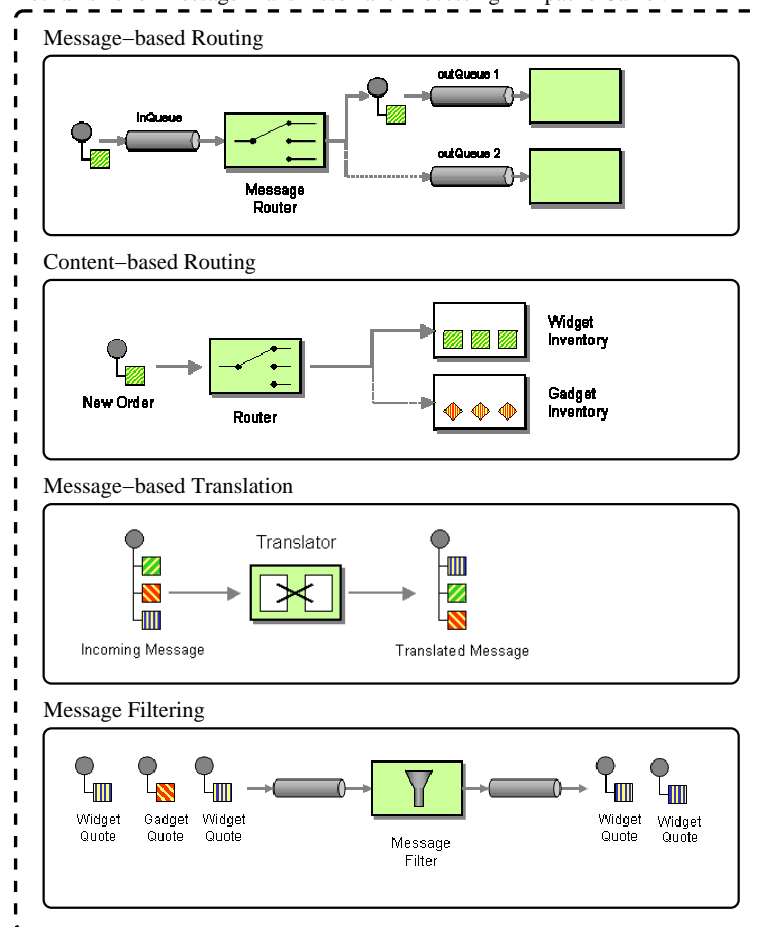 Message−based Routing
inQueue
outQueue 1
outQueue 2
Message
Router
Content−based Routing
New Order
Router
Widget
Inventory
Gadget
Inventory
Message−based Translation
Translator
Incoming Message
Translated Message
Message Filtering
Widget
Quote
Gadget
Quote
Widget
Quote
Message
Filter
Widget
Quote
Widget
Quote